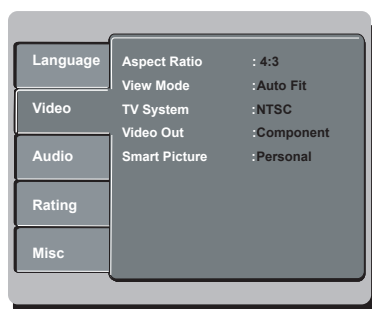 Language
Video
Audio
Rating
Misc
Aspect Ratio : 4:3
View Mode :Auto Fit
TV System :NTSC
Video Out :Component
Smart Picture :Personal